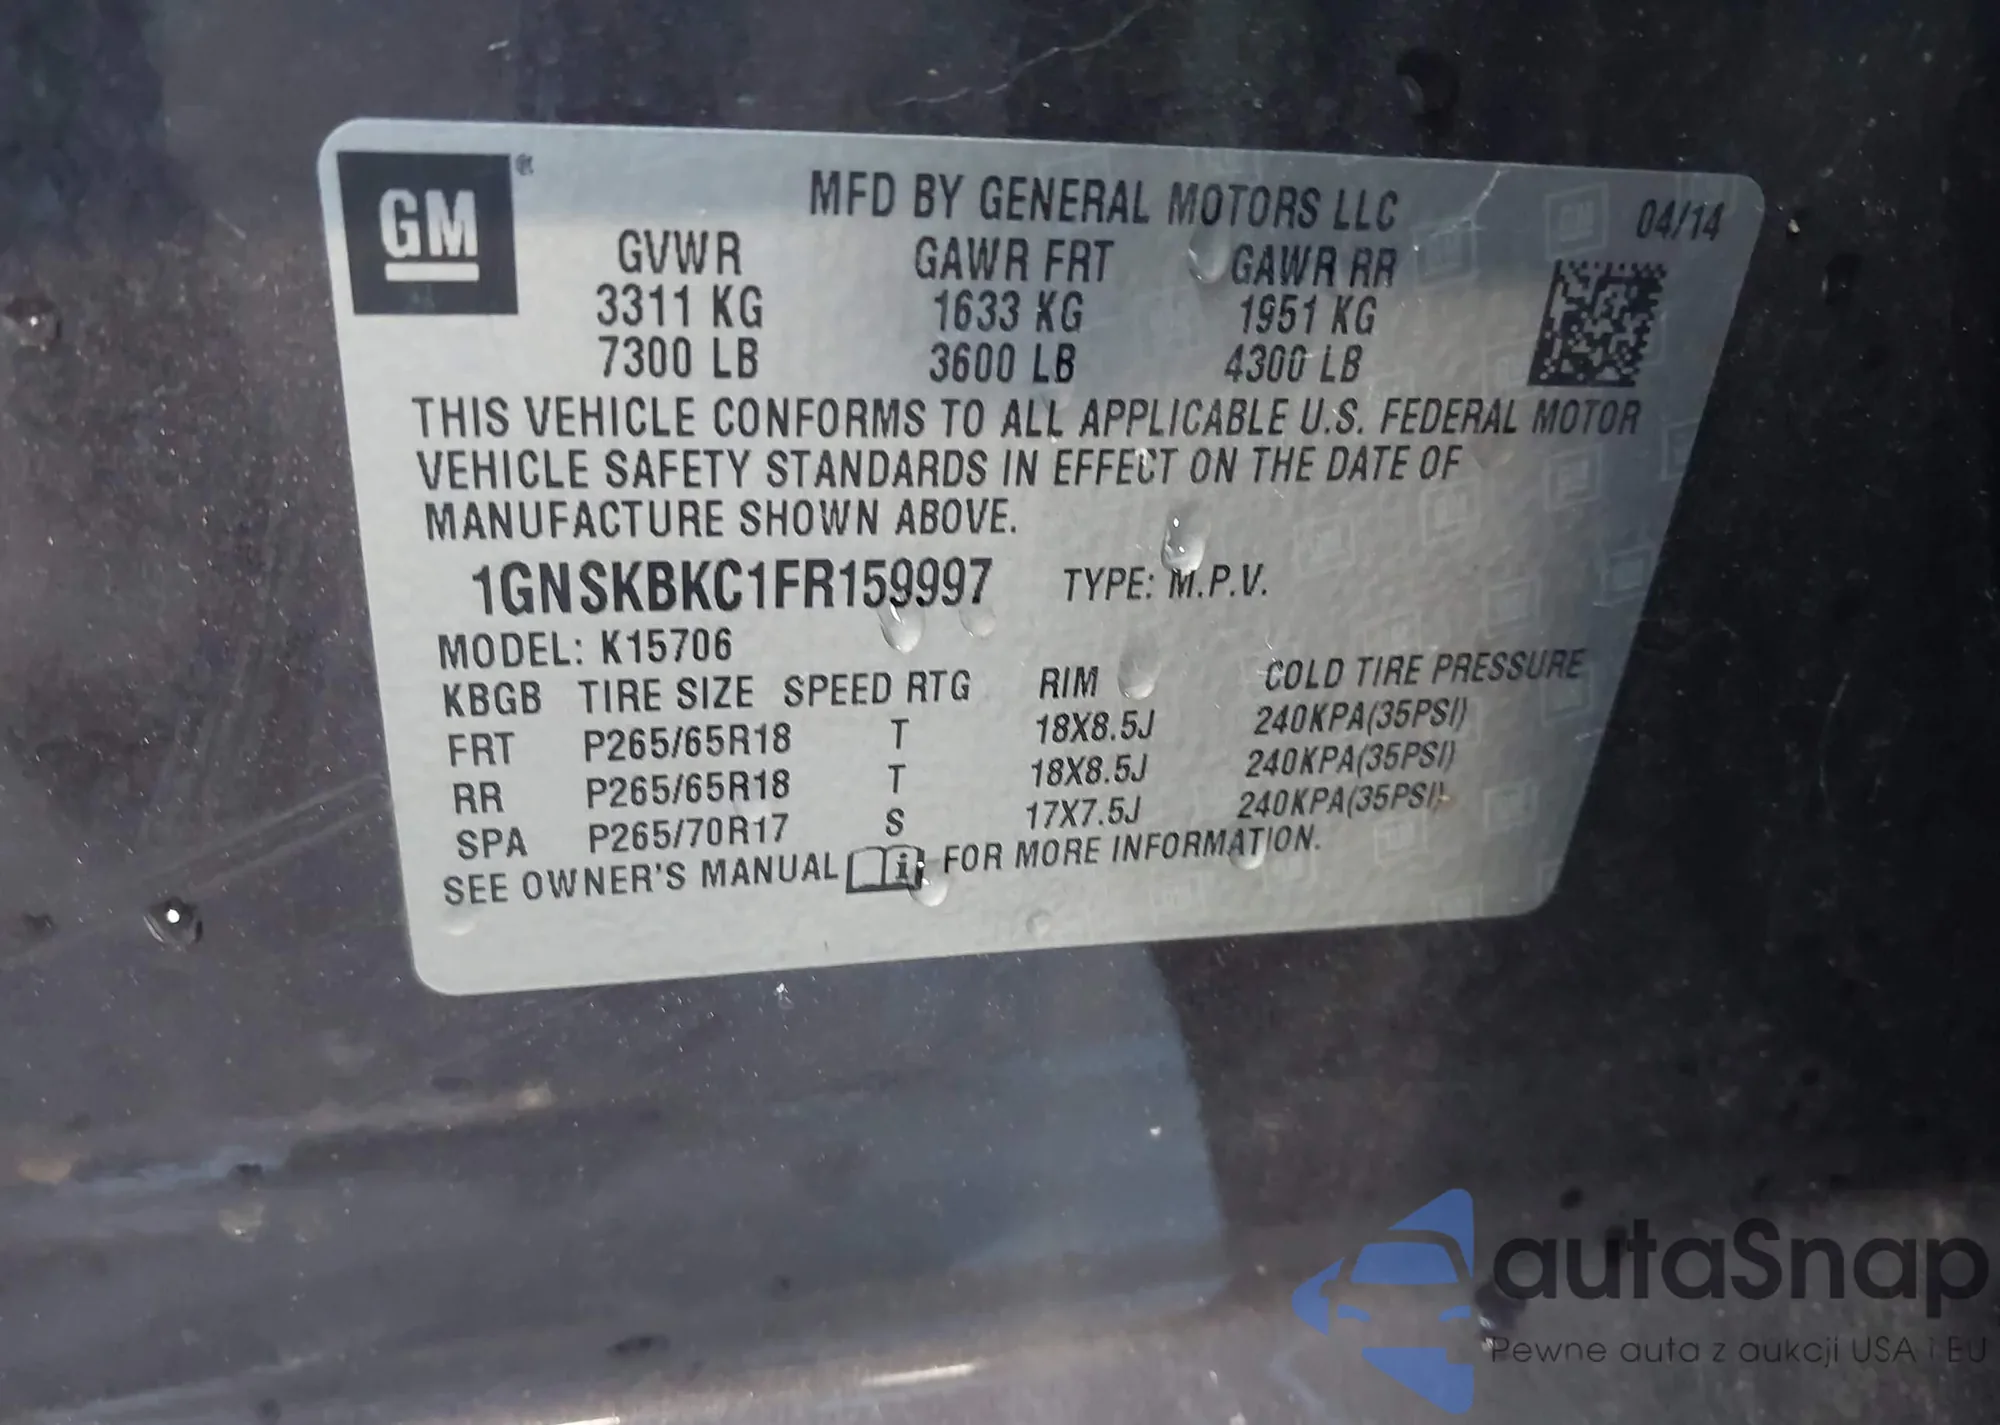 GM ®
MFD BY GENERAL MOTORS LLC 04/14
GVWR GAWR FRT GAWR RR
3311 KG 1633 KG 1951 KG
7300 LB 3600 LB 4300 LB
THIS VEHICLE CONFORMS TO ALL APPLICABLE U.S. FEDERAL MOTOR
VEHICLE SAFETY STANDARDS IN EFFECT ON THE DATE OF
MANUFACTURE SHOWN ABOVE.
1GNSKBKC1FR159997 TYPE: M.P.V.
MODEL: K15706
KBGB TIRE SIZE SPEED RTG RIM COLD TIRE PRESSURE
FRT P265/65R18 T 18X8.5J 240KPA(35PSI)
RR P265/65R18 T 18X8.5J 240KPA(35PSI)
SPA P265/70R17 S 17X7.5J 240KPA(35PSI)
SEE OWNER'S MANUAL i FOR MORE INFORMATION.
autaSnap
Pewne auta z aukcji USA i EU